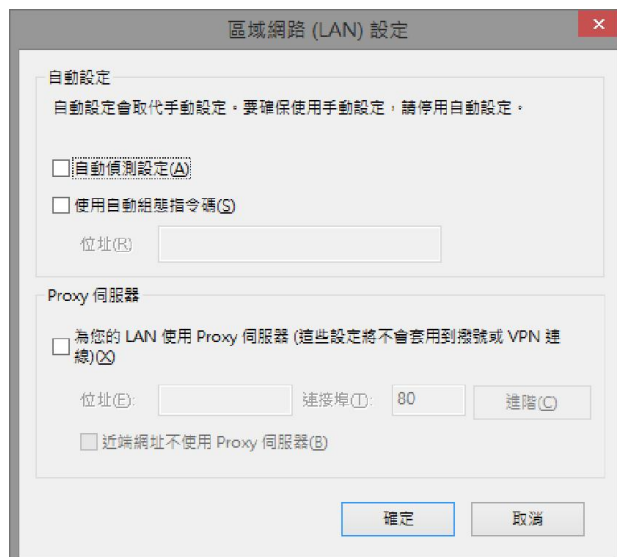 區域網路 (LAN) 設定
自動設定
自動設定會取代手動設定。要確保使用手動設定，請停用自動設定。
自動偵測設定(A)
使用自動組態指令碼(S)
位址(R)
Proxy 伺服器
為您的 LAN 使用 Proxy 伺服器 (這些設定將不會套用到撥號或 VPN 連
線)(X)
位址(E): 連接埠(T): 80 進階(C)
近端網址不使用 Proxy 伺服器(B)
確定 取消